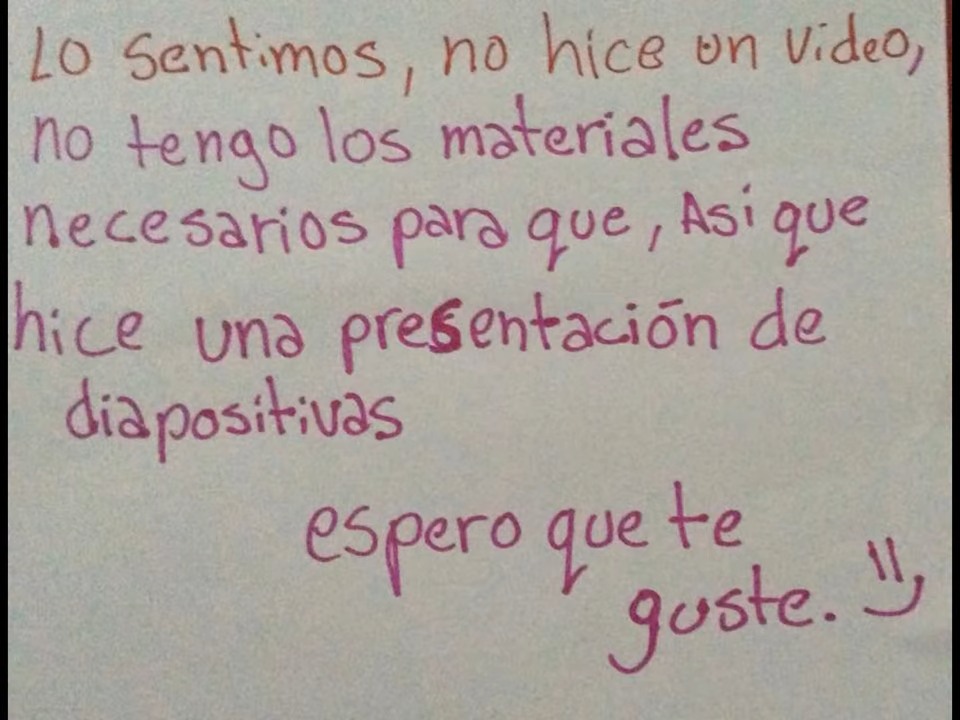 Lo sentimos, no hice un video,
no tengo los materiales
necesarios para que, Así que
hice una presentación de
diapositivas
espero que te
guste. =)